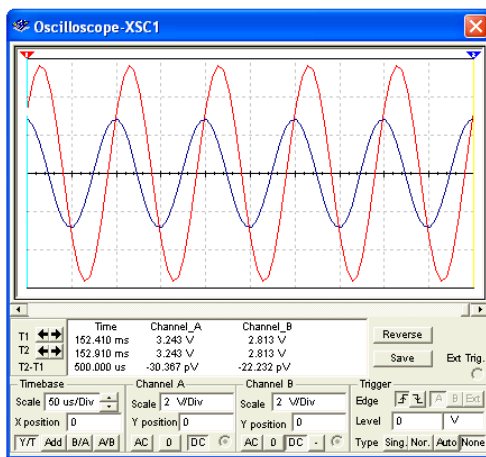 Oscilloscope-XSC1
1 2
Time Channel_A Channel_B
T1 152.410 ms 3.243 V 2.813 V
T2 152.910 ms 3.243 V 2.813 V
T2-T1 500.000 us -30.367 pV -22.232 pV
Reverse
Save
Ext Trig.
Timebase
Scale 50 us/Div
X position 0
Y/T Add B/A A/B
Channel A
Scale 2 V/Div
Y position 0
AC 0 DC
Channel B
Scale 2 V/Div
Y position 0
AC 0 DC -
Trigger
Edge A B Ext
Level 0 V
Type Sing. Nor. Auto None